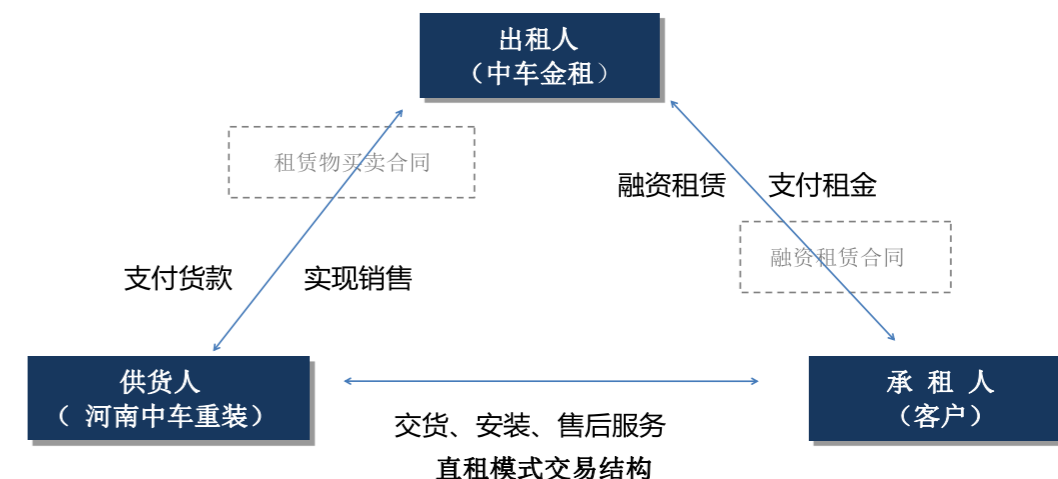 出租人
（中车金租）
租赁物买卖合同
融资租赁 支付租金
融资租赁合同
支付货款 实现销售
供货人
（ 河南中车重装）
承 租 人
（客户）
交货、安装、售后服务
直租模式交易结构